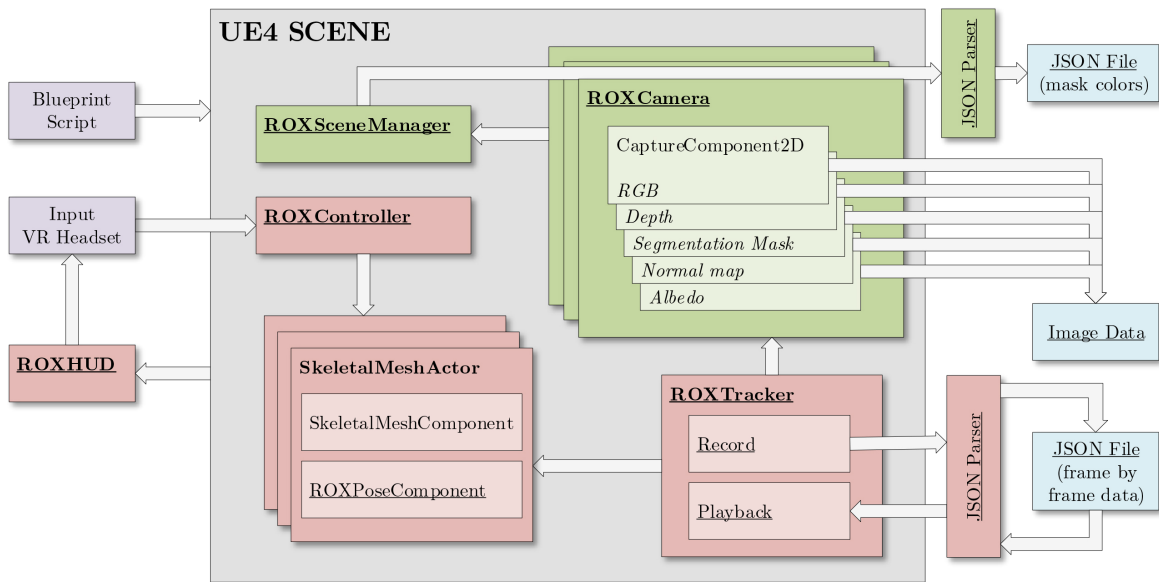 UE4 SCENE
Blueprint
Script
Input
VR Headset
ROXHUD
ROXSceneManager
ROXController
SkeletalMeshActor
SkeletalMeshComponent
ROXPoseComponent
ROXCamera
CaptureComponent2D
RGB
Depth
Segmentation Mask
Normal map
Albedo
ROXTracker
Record
Playback
JSON Parser
JSON File
(mask colors)
Image Data
JSON Parser
JSON File
(frame by
frame data)